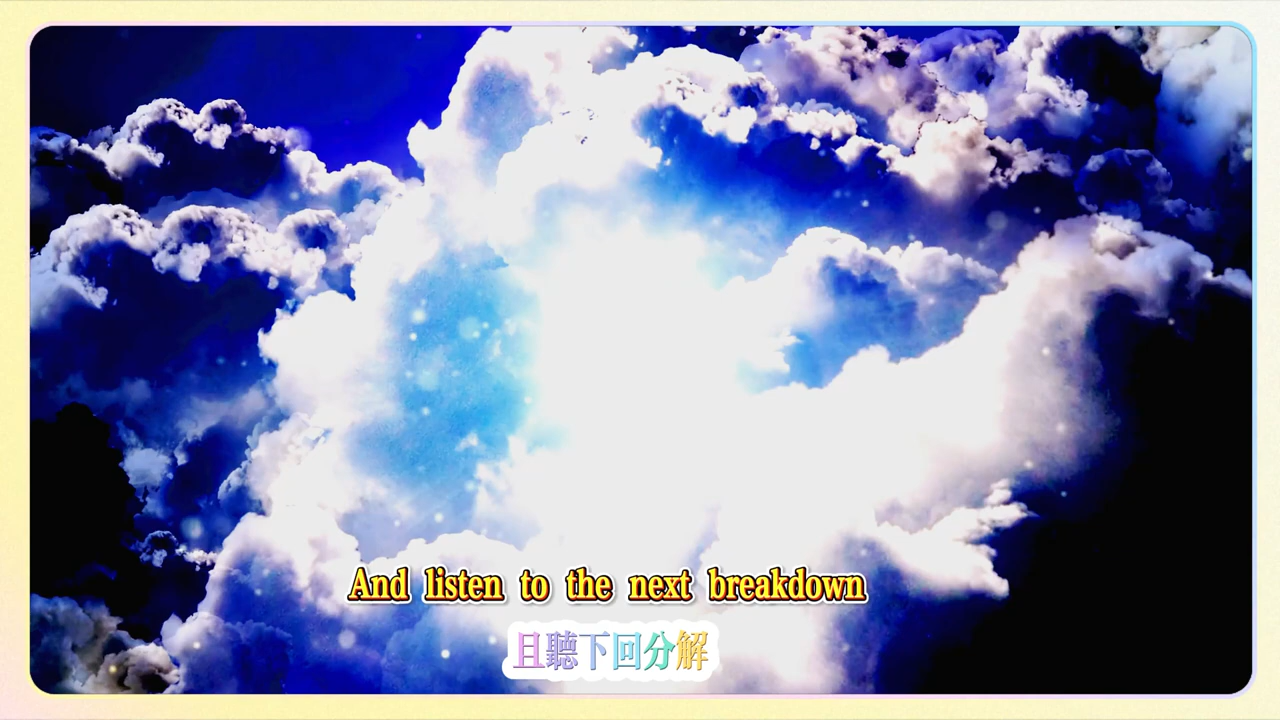 And listen to the next breakdown
且聽下回分解